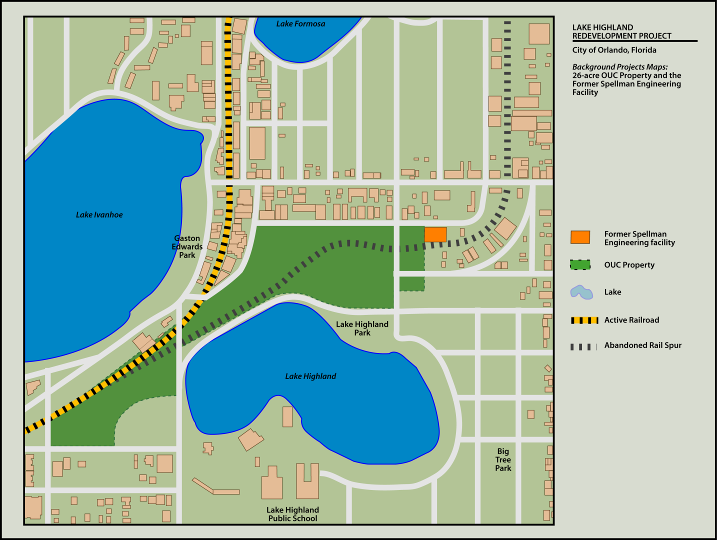 Lake Formosa
LAKE HIGHLAND
REDEVELOPMENT PROJECT
City of Orlando, Florida
Background Projects Maps:
26-acre OUC Property and the
Former Spellman Engineering
Facility
Lake Ivanhoe
Gaston
Edwards
Park
Former Spellman
Engineering facility
OUC Property
Lake
Active Railroad
Abandoned Rail Spur
Lake Highland
Park
Lake Highland
Big
Tree
Park
Lake Highland
Public School